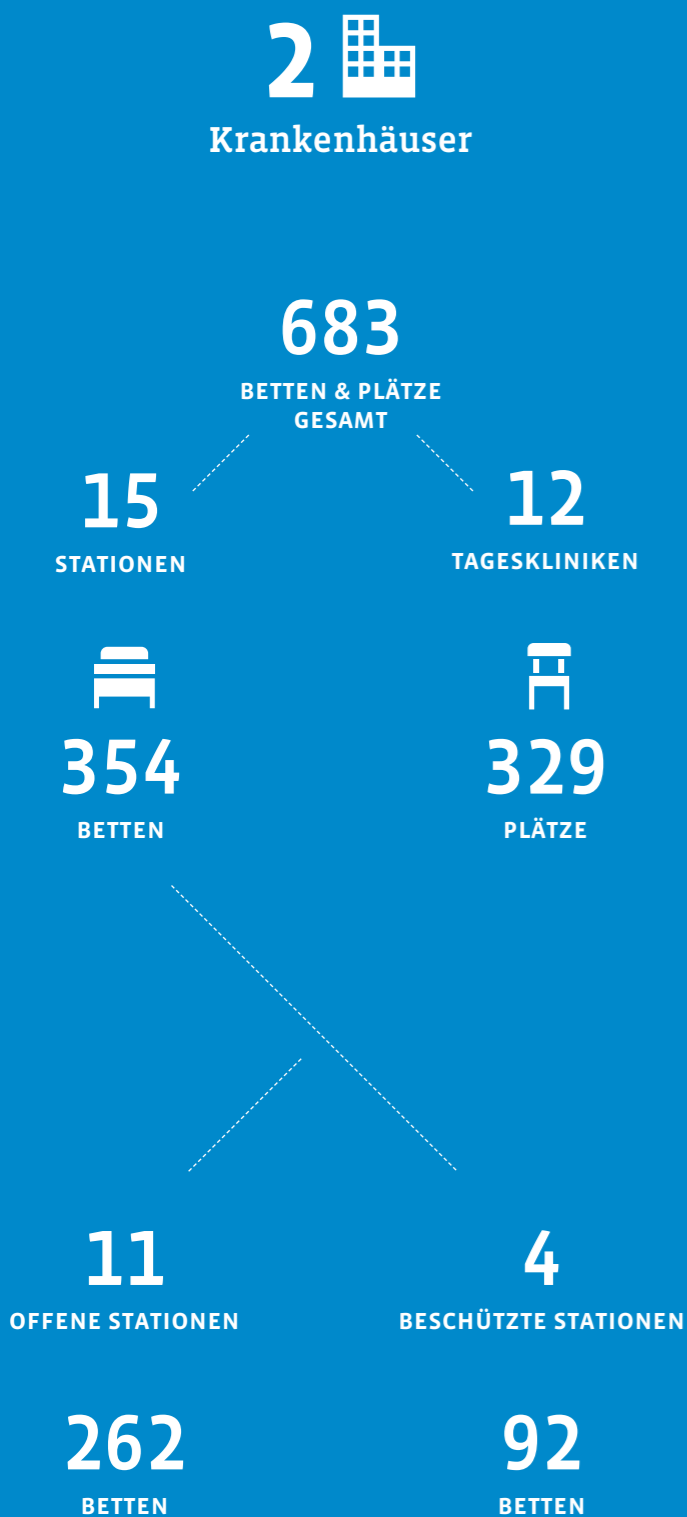 2
Krankenhäuser
683
BETTEN & PLÄTZE
GESAMT
15
STATIONEN
12
TAGESKLINIKEN
354
BETTEN
329
PLÄTZE
11
OFFENE STATIONEN
4
BESCHÜTZTE STATIONEN
262
BETTEN
92
BETTEN